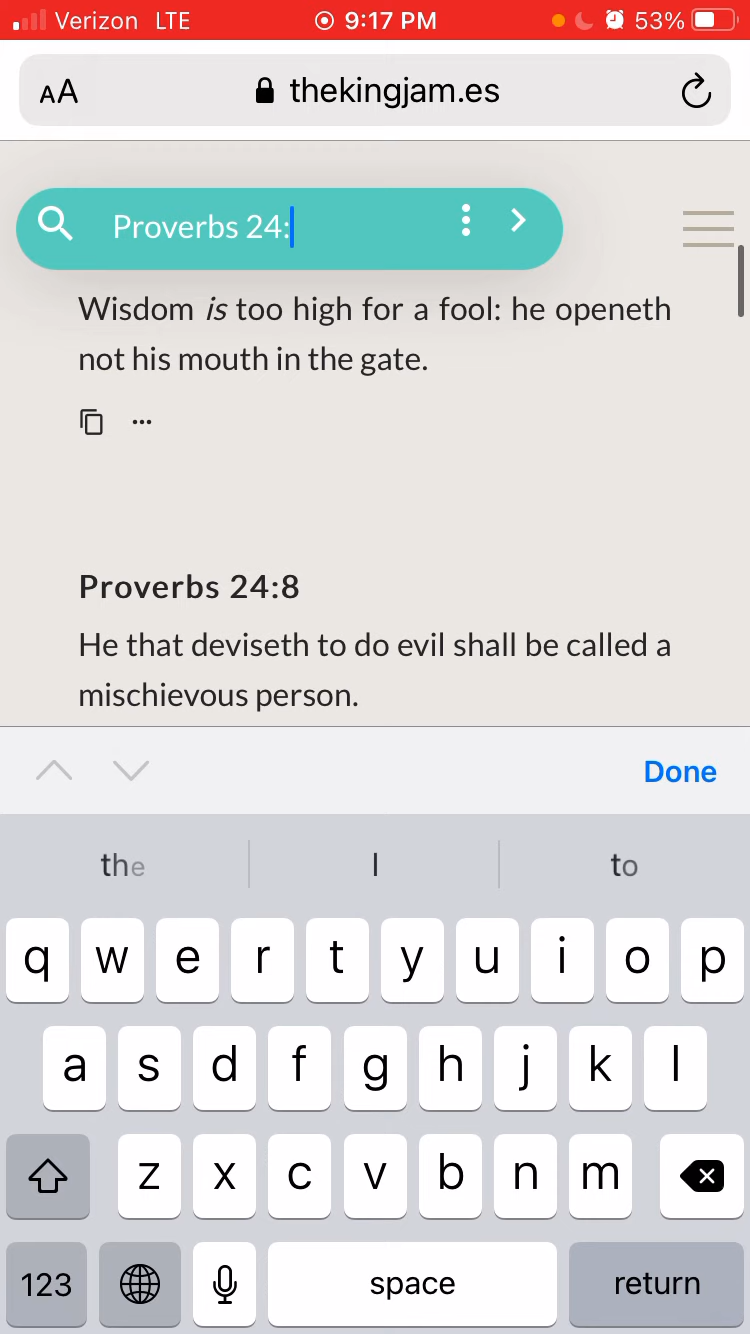 Verizon LTE 9:17 PM 53%
AA thekingjam.es
Proverbs 24:
Wisdom is too high for a fool: he openeth
not his mouth in the gate.
Proverbs 24:8
He that deviseth to do evil shall be called a
mischievous person.
Done
the I to
q w e r t y u i o p
a s d f g h j k l
z x c v b n m
123 space return